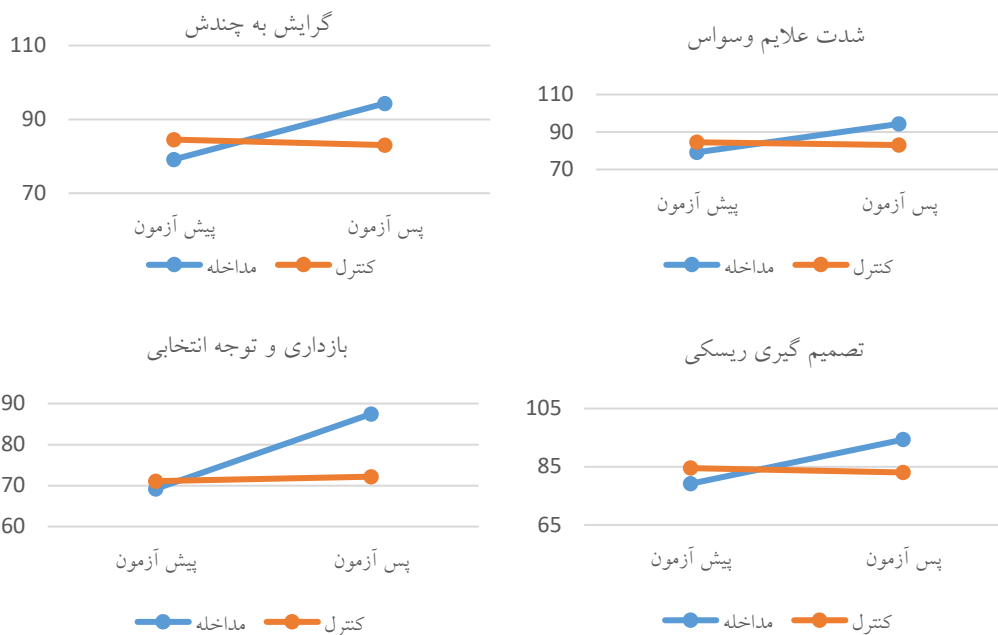 گرایش به چندش
110
90
70
پیش آزمون
پس آزمون
مداخله
کنترل
شدت علایم وسواس
110
90
70
پیش آزمون
پس آزمون
مداخله
کنترل
بازداری و توجه انتخابی
90
80
70
60
پیش آزمون
پس آزمون
مداخله
کنترل
تصمیم گیری ریسکی
105
85
65
پیش آزمون
پس آزمون
مداخله
کنترل